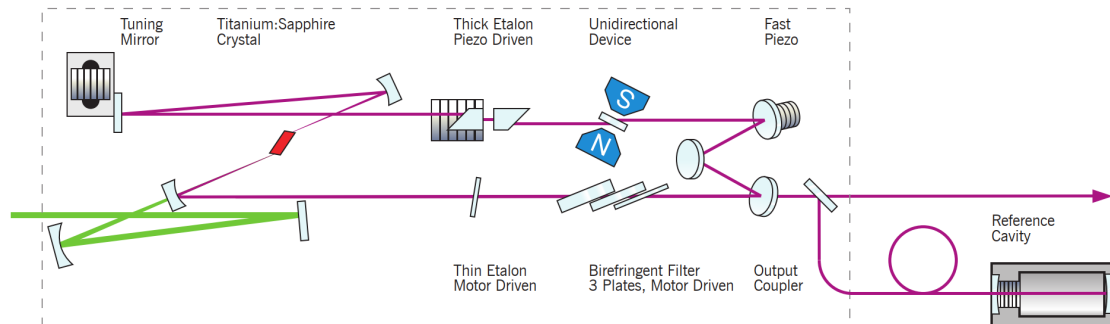 Tuning
Mirror
Titanium:Sapphire
Crystal
Thick Etalon
Piezo Driven
Unidirectional
Device
Fast
Piezo
S
N
Thin Etalon
Motor Driven
Birefringent Filter
3 Plates, Motor Driven
Output
Coupler
Reference
Cavity